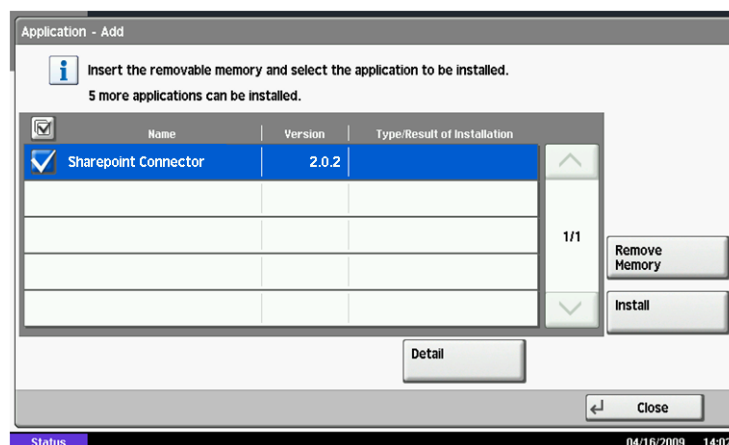 Application - Add
Insert the removable memory and select the application to be installed.
5 more applications can be installed.
Name Version Type/Result of Installation
Sharepoint Connector 2.0.2
1/1
Remove
Memory
Install
Detail
Close
Status 04/16/2009 14:02